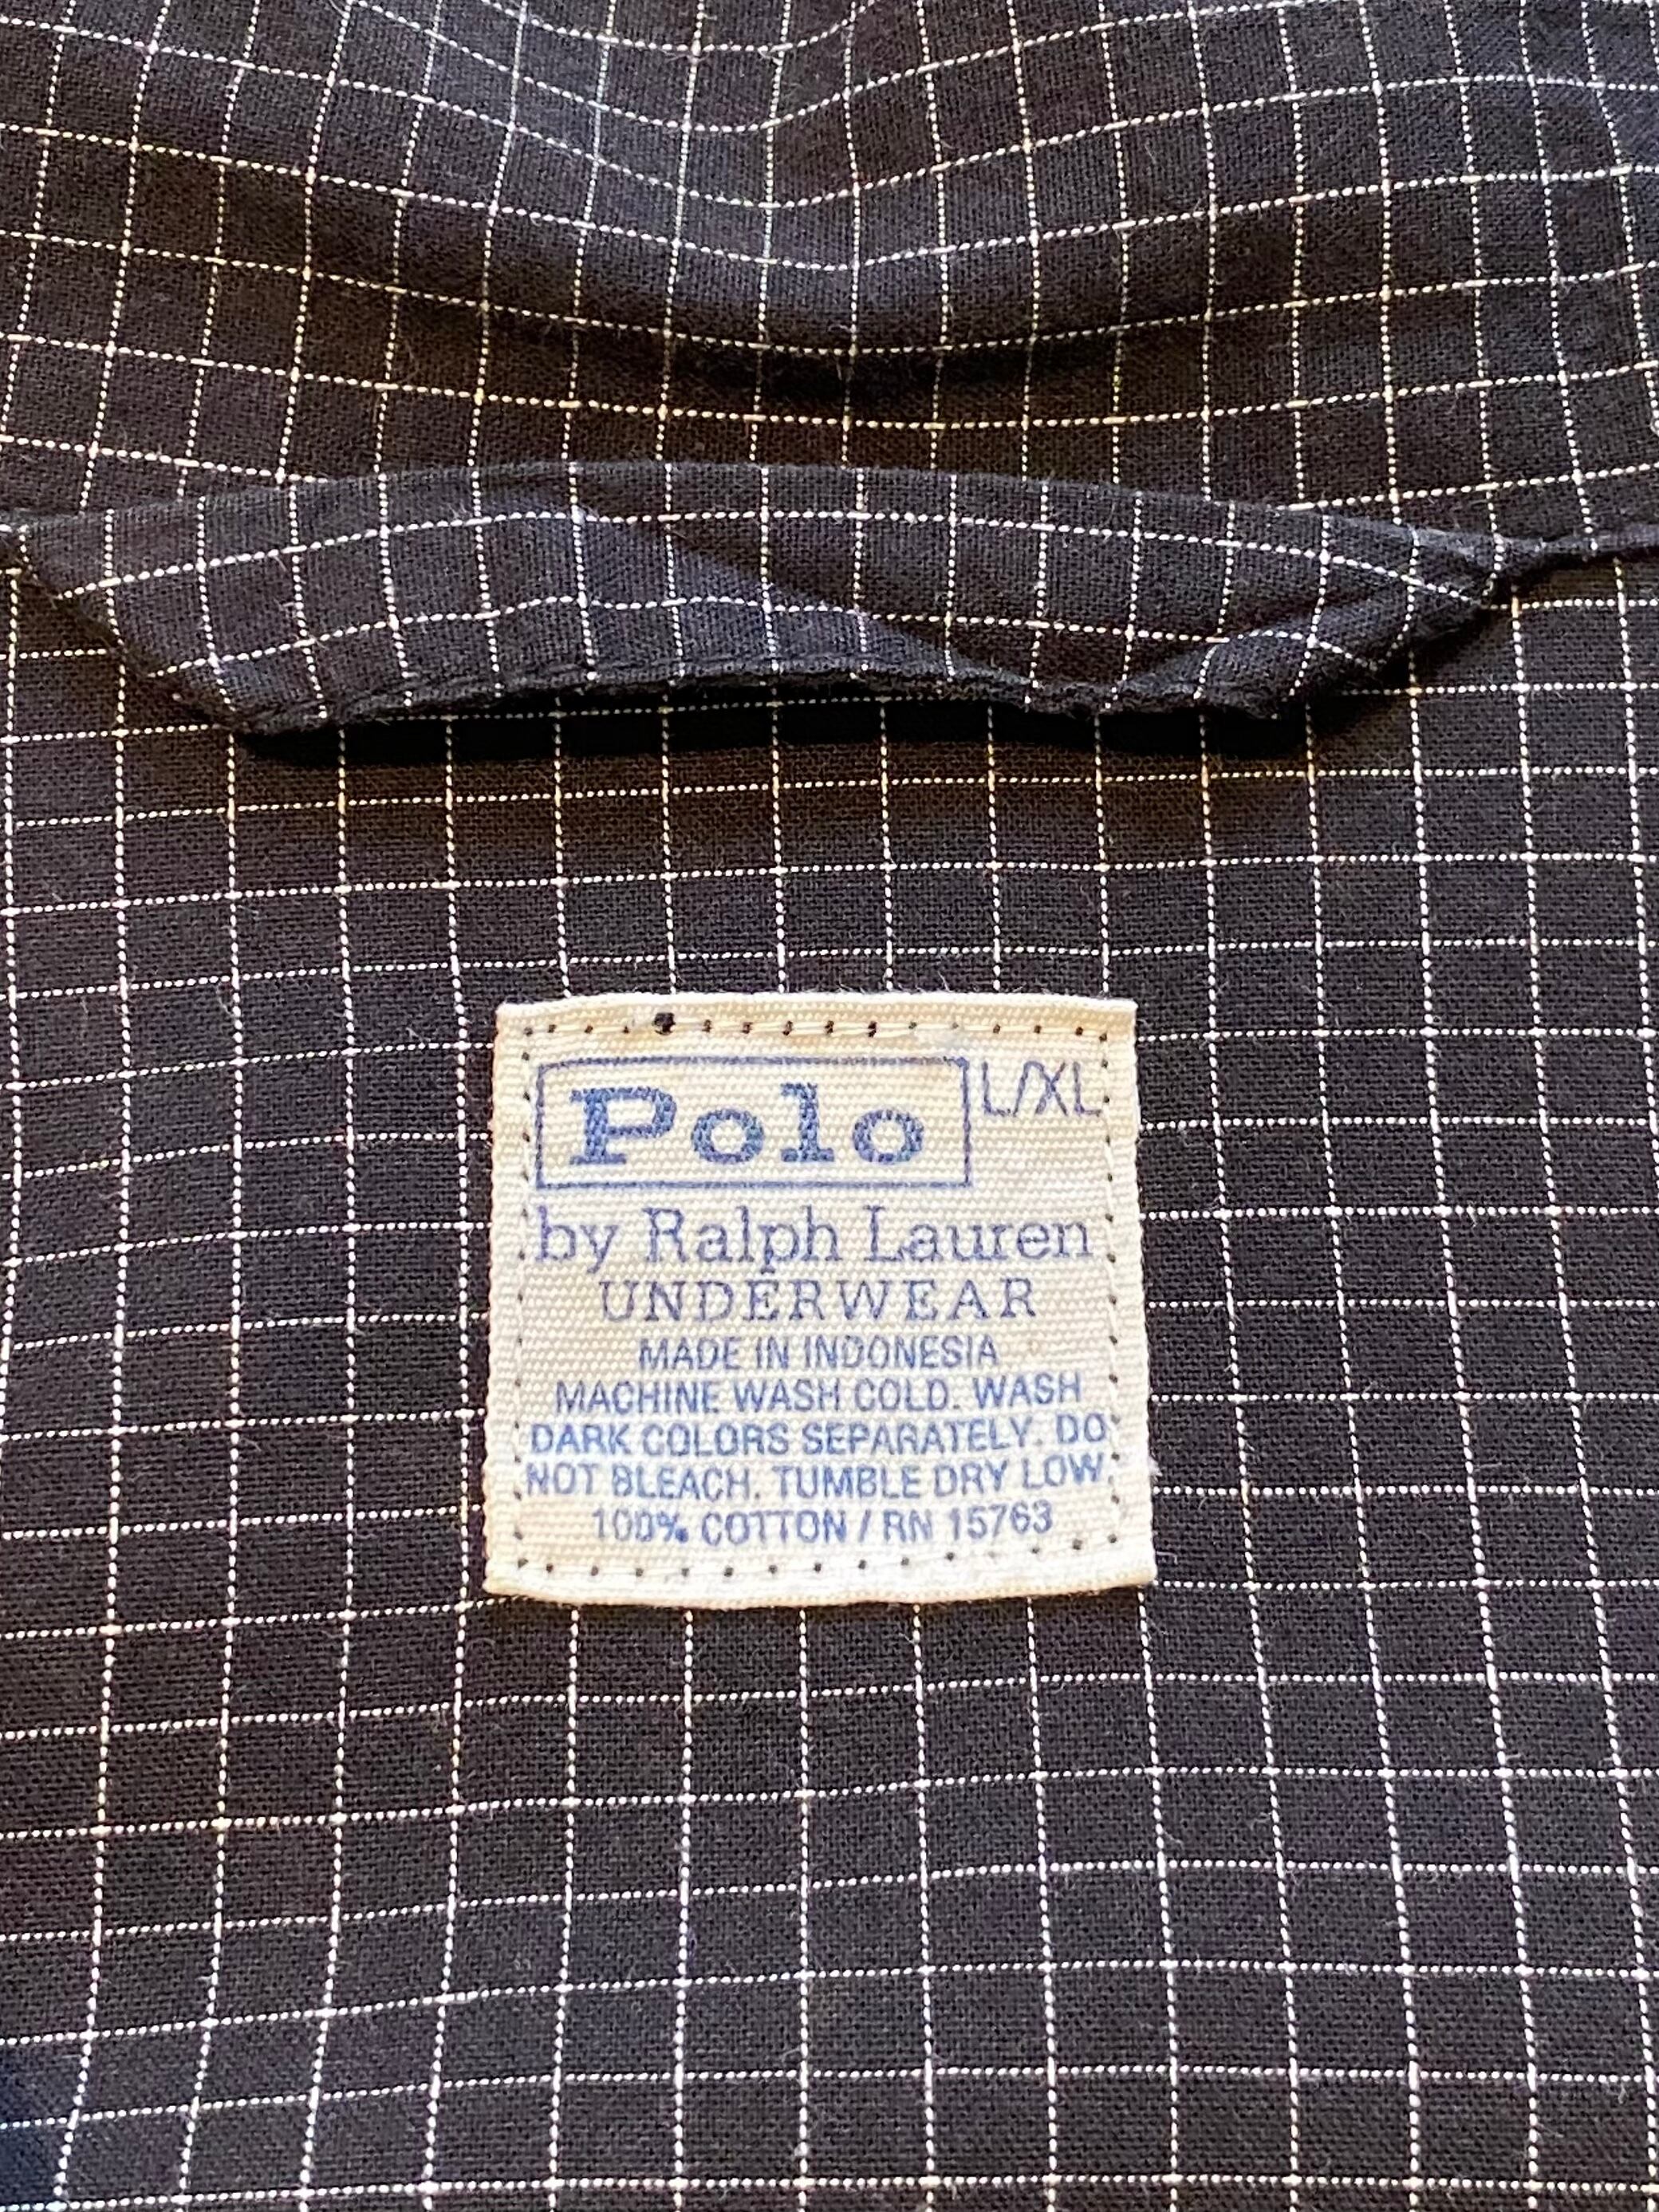 Polo L/XL
by Ralph Lauren
UNDERWEAR
MADE IN INDONESIA
MACHINE WASH COLD. WASH
DARK COLORS SEPARATELY. DO
NOT BLEACH. TUMBLE DRY LOW.
100% COTTON / RN 15763